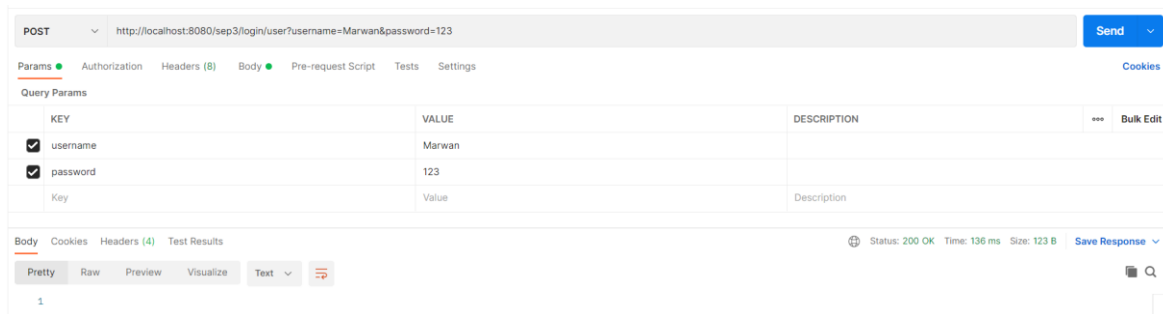 POST http://localhost:8080/sep3/login/user?username=Marwan&password=123 Send
Params Authorization Headers (8) Body Pre-request Script Tests Settings Cookies
Query Params
KEY VALUE DESCRIPTION ooo Bulk Edit
username Marwan
password 123
Key Value Description
Body Cookies Headers (4) Test Results Status: 200 OK Time: 136 ms Size: 123 B Save Response
Pretty Raw Preview Visualize Text
1